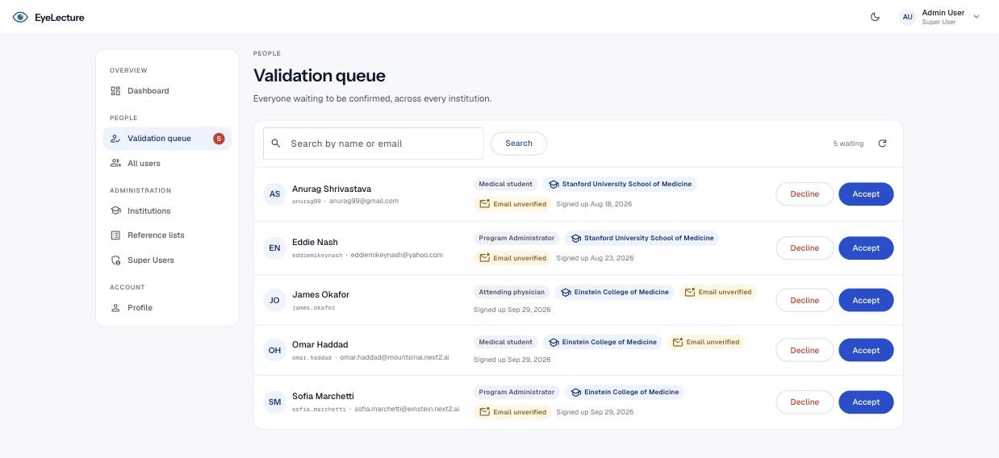 EyeLecture
AU
Admin User
Super User
OVERVIEW
Dashboard
PEOPLE
Validation queue 5
All users
ADMINISTRATION
Institutions
Reference lists
Super Users
ACCOUNT
Profile
PEOPLE
Validation queue
Everyone waiting to be confirmed, across every institution.
Search by name or email Search 5 waiting
AS
Anurag Shrivastava
anurag99 · anurag99@gmail.com
Medical student Stanford University School of Medicine
Email unverified Signed up Aug 18, 2026
Decline Accept
EN
Eddie Nash
eddiemikeynash · eddiemikeynash@yahoo.com
Program Administrator Stanford University School of Medicine
Email unverified Signed up Aug 23, 2026
Decline Accept
JO
James Okafor
james.okafor
Attending physician Einstein College of Medicine Email unverified
Signed up Sep 29, 2026
Decline Accept
OH
Omar Haddad
omar.haddad · omar.haddad@mountsinai.next2.ai
Medical student Einstein College of Medicine Email unverified
Signed up Sep 29, 2026
Decline Accept
SM
Sofia Marchetti
sofia.marchetti · sofia.marchetti@einstein.next2.ai
Program Administrator Einstein College of Medicine
Email unverified Signed up Sep 29, 2026
Decline Accept